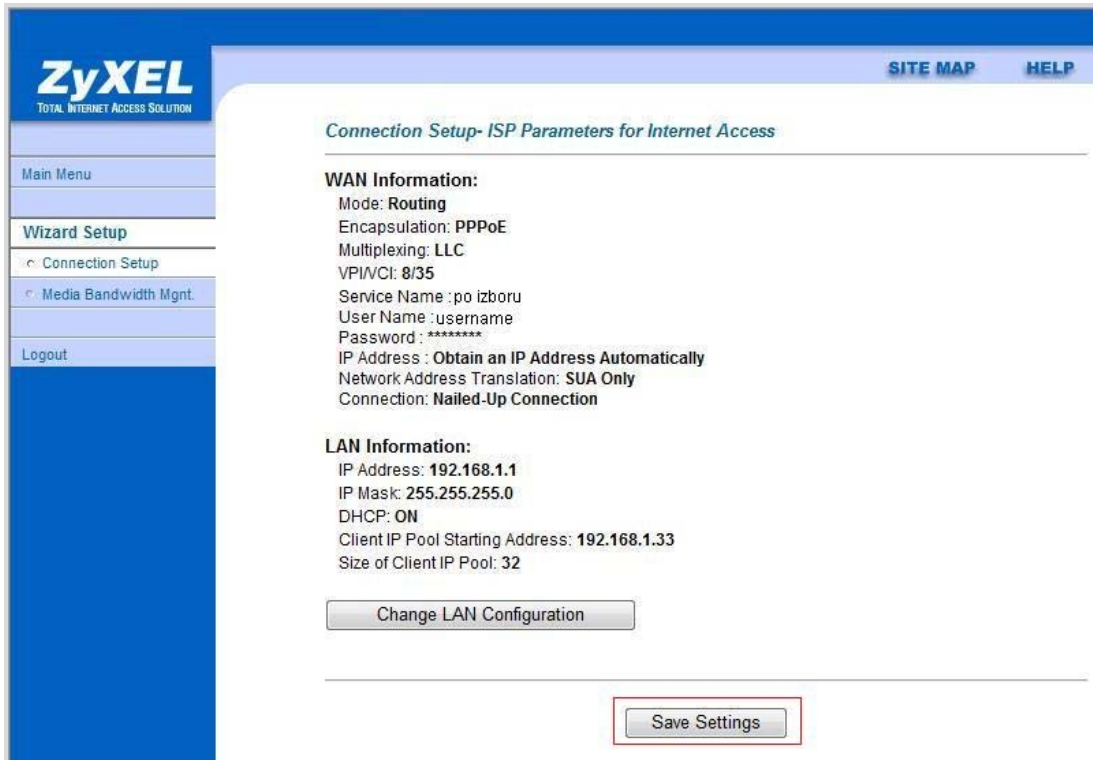 SITE MAP
HELP
ZyXEL
TOTAL INTERNET ACCESS SOLUTION
Main Menu
Wizard Setup
Connection Setup
Media Bandwidth Mgnt.
Logout
Connection Setup- ISP Parameters for Internet Access
WAN Information:
Mode: Routing
Encapsulation: PPPoE
Multiplexing: LLC
VPI/VCI: 8/35
Service Name :po izboru
User Name :username
Password : ********
IP Address : Obtain an IP Address Automatically
Network Address Translation: SUA Only
Connection: Nailed-Up Connection
LAN Information:
IP Address: 192.168.1.1
IP Mask: 255.255.255.0
DHCP: ON
Client IP Pool Starting Address: 192.168.1.33
Size of Client IP Pool: 32
Change LAN Configuration
Save Settings